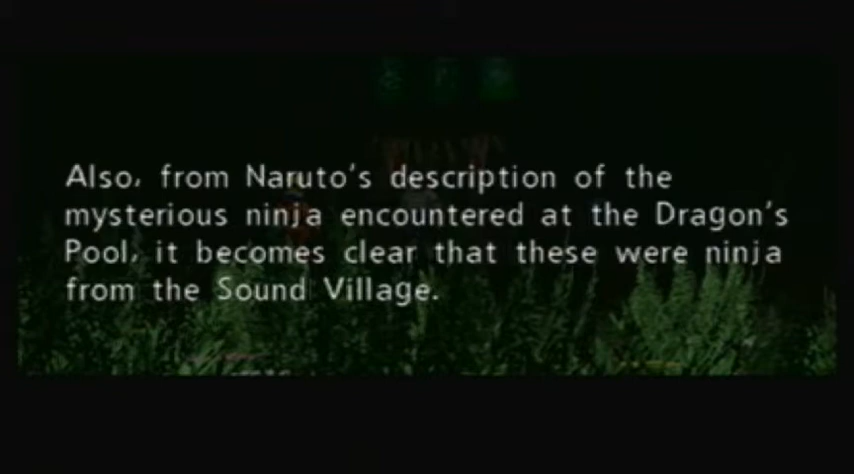 Also, from Naruto's description of the
mysterious ninja encountered at the Dragon's
Pool, it becomes clear that these were ninja
from the Sound Village.